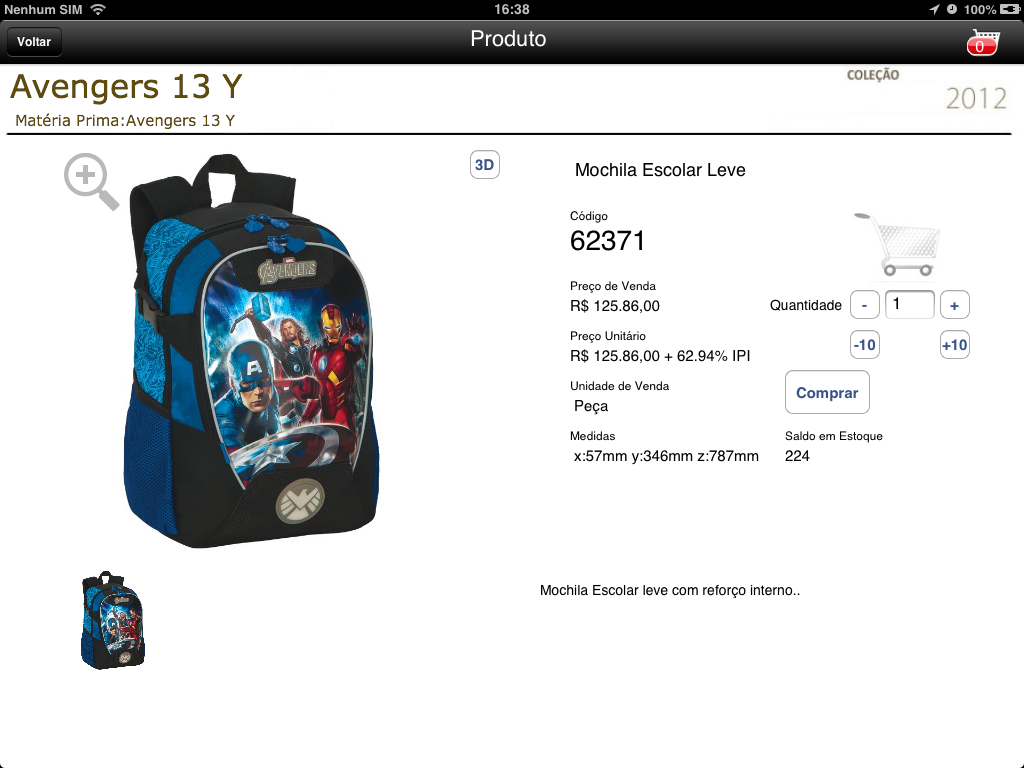 Nenhum SIM 16:38 100%
Voltar Produto 0
Avengers 13 Y COLEÇÃO
2012
Matéria Prima:Avengers 13 Y
3D
Mochila Escolar Leve
MARVEL
AVENGERS
A
Código
62371
Preço de Venda
R$ 125.86,00 Quantidade - 1 +
Preço Unitário
R$ 125.86,00 + 62.94% IPI -10 +10
Unidade de Venda
Peça Comprar
Medidas Saldo em Estoque
x:57mm y:346mm z:787mm 224
Mochila Escolar leve com reforço interno..